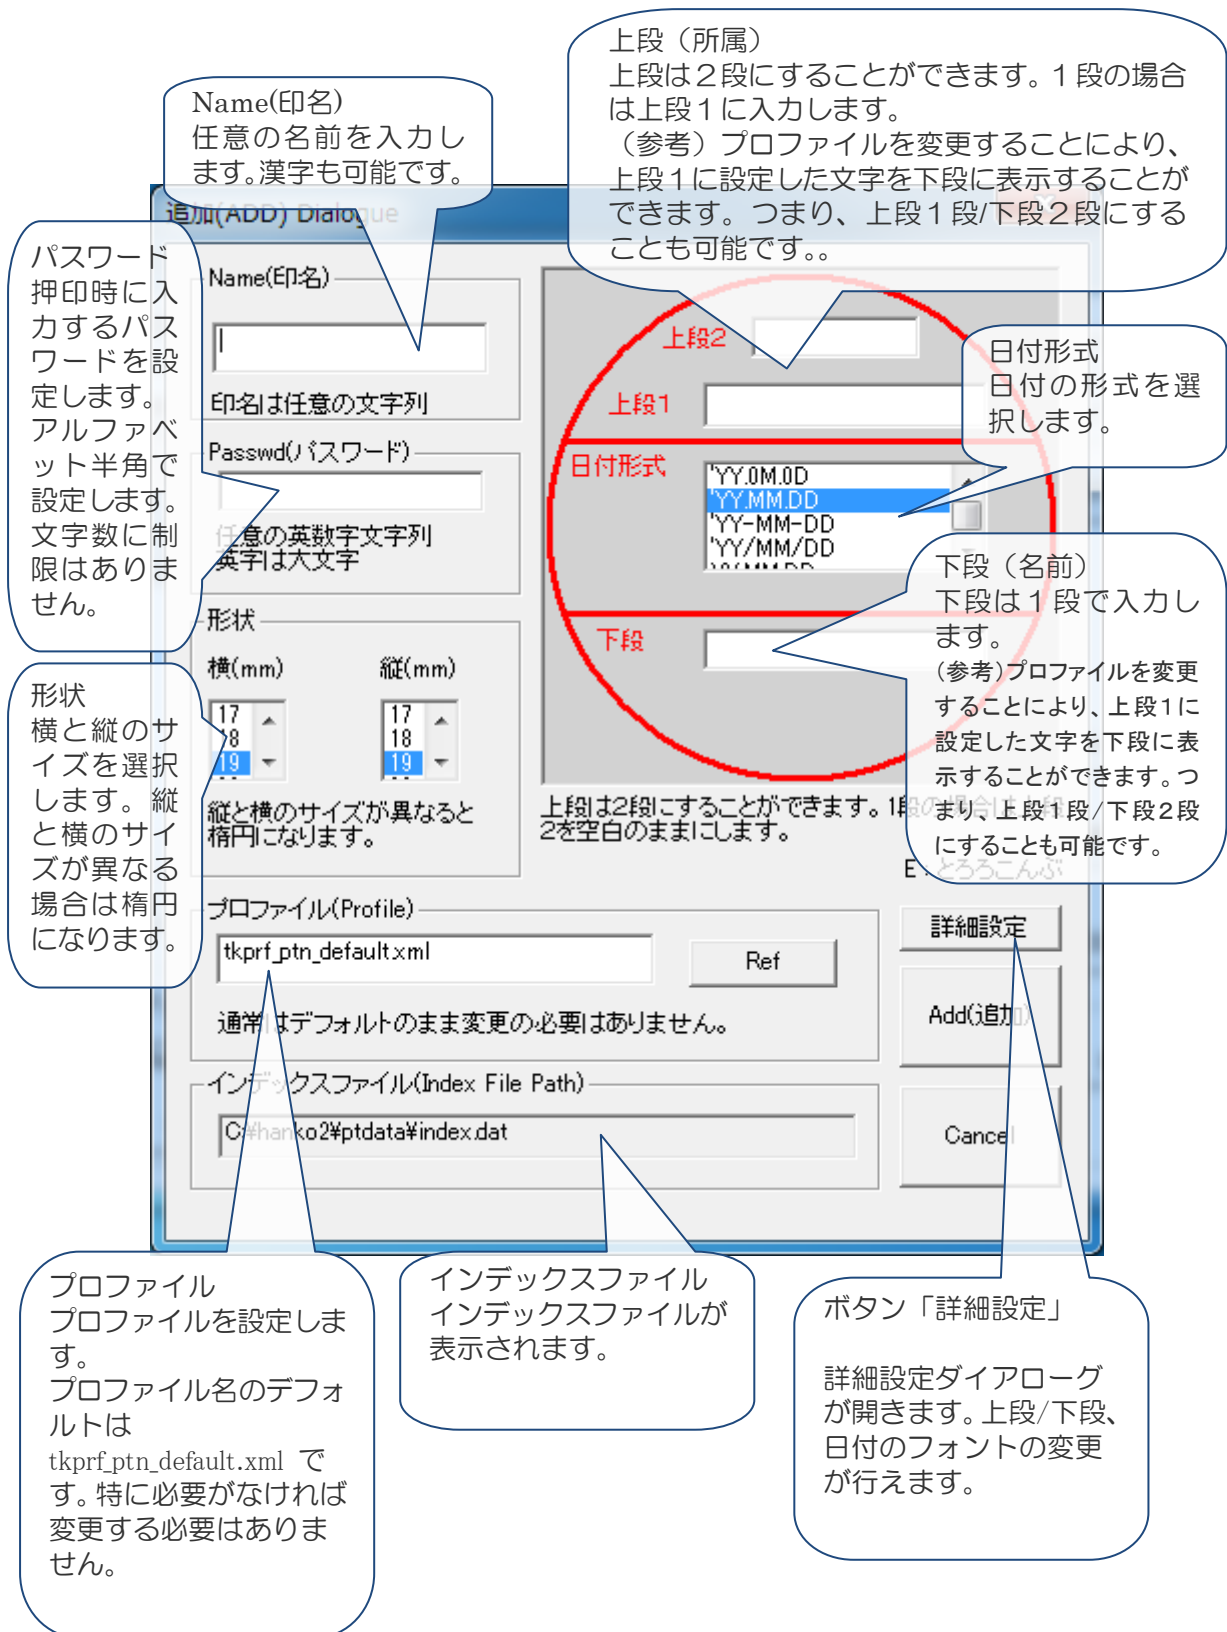 上段（所属）
上段は２段にすることができます。１段の場合
は上段１に入力します。
（参考）プロファイルを変更することにより、
上段１に設定した文字を下段に表示することが
できます。つまり、上段１段/下段２段にする
ことも可能です。。
Name(印名)
任意の名前を入力し
ます。漢字も可能です。
追加(ADD) Dialogue
パスワード
押印時に入
力するパス
ワードを設
定します。
アルファベ
ット半角で
設定します。
文字数に制
限はありま
せん。
Name(印名)
印名は任意の文字列
Passwd(パスワード)
任意の英数字文字列
英字は大文字
形状
横(mm)
縦(mm)
17
18
19
17
18
19
縦と横のサイズが異なると
楕円になります。
上段2
上段1
日付形式
'YY.0M.0D
'YY.MM.DD
'YY-MM-DD
'YY/MM/DD
下段
上段は2段にすることができます。1段の場合は上段
2を空白のままにします。
E：とろろこんぶ
日付形式
日付の形式を選
択します。
下段（名前）
下段は１段で入力し
ます。
(参考)プロファイルを変更
することにより、上段１に
設定した文字を下段に表
示することができます。つ
まり、上段１段/下段２段
にすることも可能です。
形状
横と縦のサ
イズを選択
します。縦
と横のサイ
ズが異なる
場合は楕円
になります。
プロファイル(Profile)
tkprf_ptn_default.xml
Ref
通常はデフォルトのまま変更の必要はありません。
詳細設定
Add(追加)
インデックスファイル(Index File Path)
C:¥hanko2¥ptdata¥index.dat
Cancel
プロファイル
プロファイルを設定しま
す。
プロファイル名のデフォ
ルトは
tkprf_ptn_default.xml で
す。特に必要がなければ
変更する必要はありま
せん。
インデックスファイル
インデックスファイルが
表示されます。
ボタン「詳細設定」
詳細設定ダイアローグ
が開きます。上段/下段、
日付のフォントの変更
が行えます。